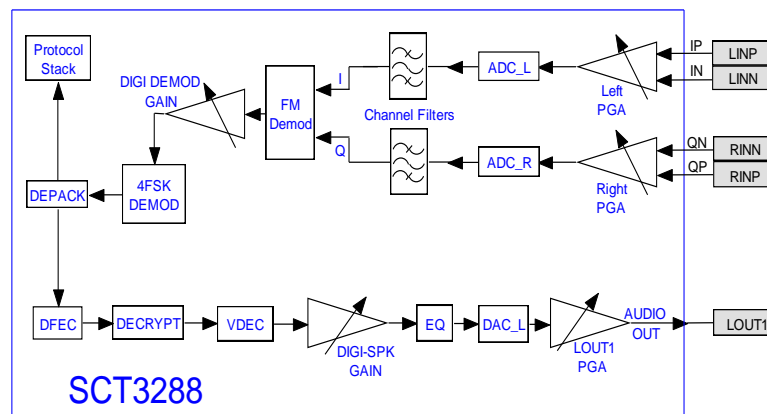 Protocol
Stack
DIGI DEMOD
GAIN
FM
Demod
I
Q
Channel Filters
ADC_L
ADC_R
Left
PGA
Right
PGA
IP
IN
QN
QP
LINP
LINN
RINN
RINP
DEPACK
4FSK
DEMOD
DFEC
DECRYPT
VDEC
DIGI-SPK
GAIN
EQ
DAC_L
LOUT1
PGA
AUDIO
OUT
LOUT1
SCT3288